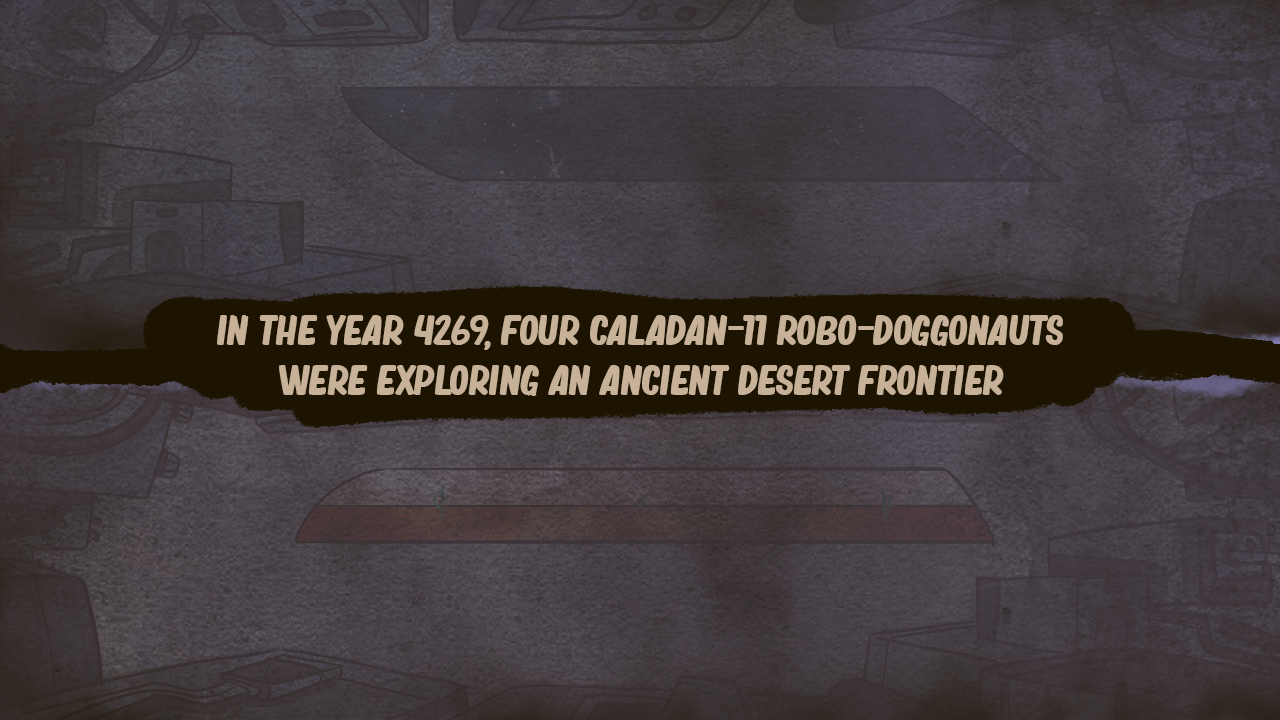 IN THE YEAR 4269, FOUR CALADAN-11 ROBO-DOGGONAUTS
WERE EXPLORING AN ANCIENT DESERT FRONTIER